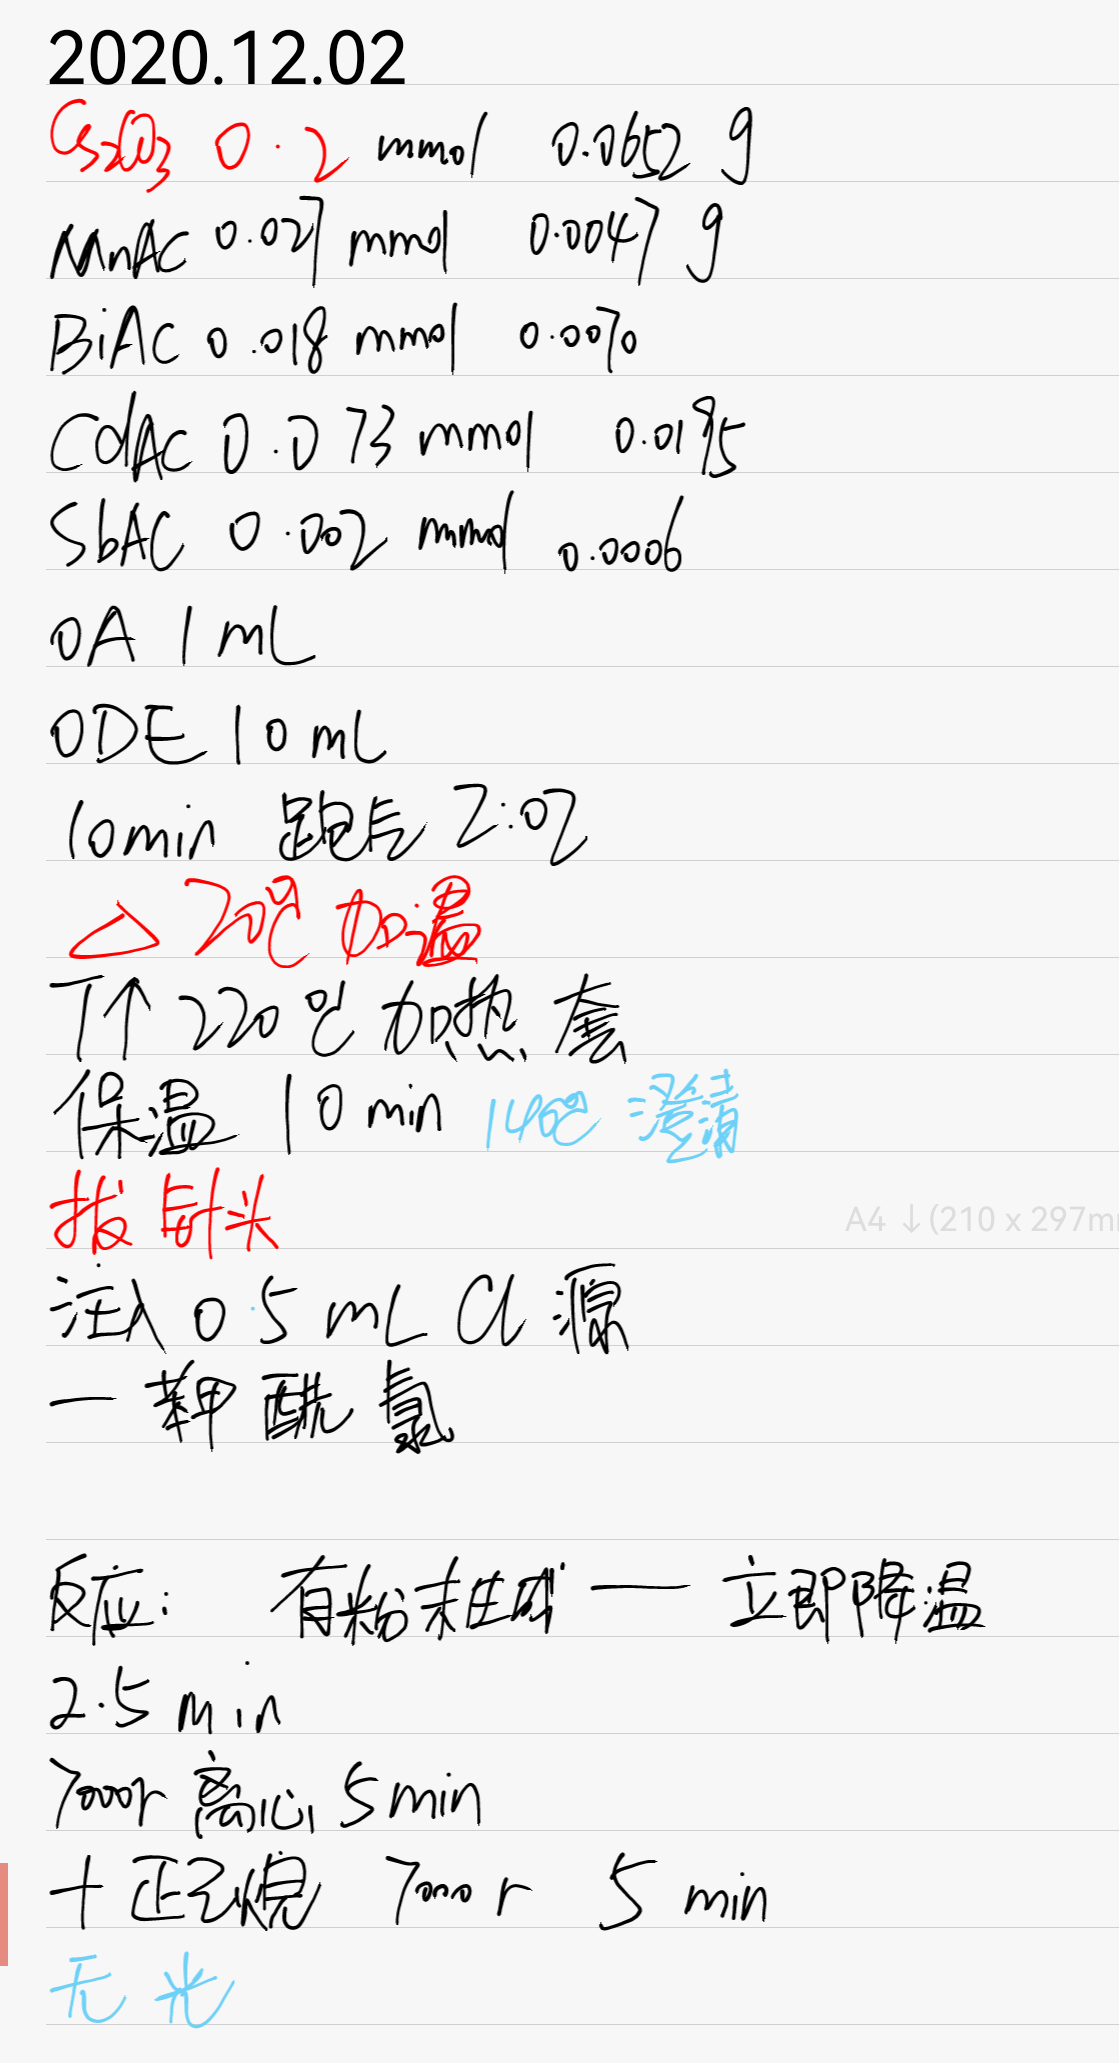 2020.12.02
Cs2CO3 0.2 mmol 0.0652 g
MnAC 0.027 mmol 0.0047 g
BiAC 0.018 mmol 0.0070
CdAC 0.073 mmol 0.0195
SbAC 0.002 mmol 0.0006
OA 1 mL
ODE 10 mL
10min 跑气 2:02
△ 20℃ 加温
T↑ 220℃ 加热套
保温 10 min 140℃ 澄清
A4 ↓(210 x 297m
拔针头
注入 0.5 mL Cl 源
一苯甲酰氯
反应: 有粉末生成 — 立即降温
2.5 min
7000r 离心 5min
+ 正己烷 7000r 5 min
无光